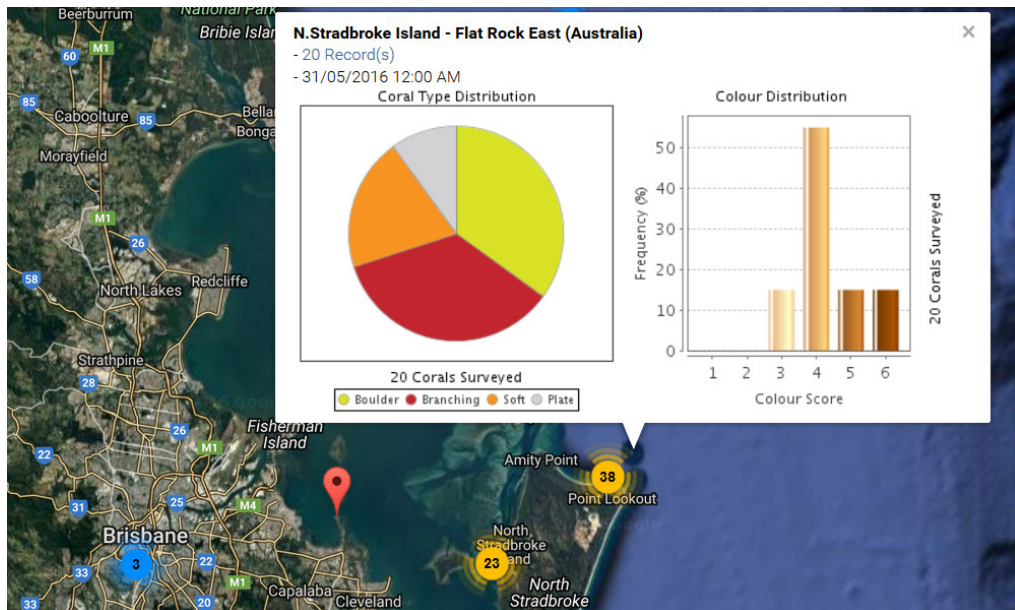 National Park
Beerburrum
Bribie Islan
M1
60
85
Caboolture
85
Bella
Bonga
Morayfield
M1
26
58
North Lakes
Redcliffe
Strathpine
28
Fisherman
Island
26
M1
22
25
31
M4
Brisbane
3
33
22
M1
20
Capalaba
Cleveland
N.Stradbroke Island - Flat Rock East (Australia)
- 20 Record(s)
- 31/05/2016 12:00 AM
×
Coral Type Distribution
20 Corals Surveyed
Boulder Branching Soft Plate
Colour Distribution
Frequency (%)
50
40
30
20
10
0
1 2 3 4 5 6
Colour Score
20 Corals Surveyed
Amity Point
38
Point Lookout
North
Stradbroke
23
North
Stradbroke